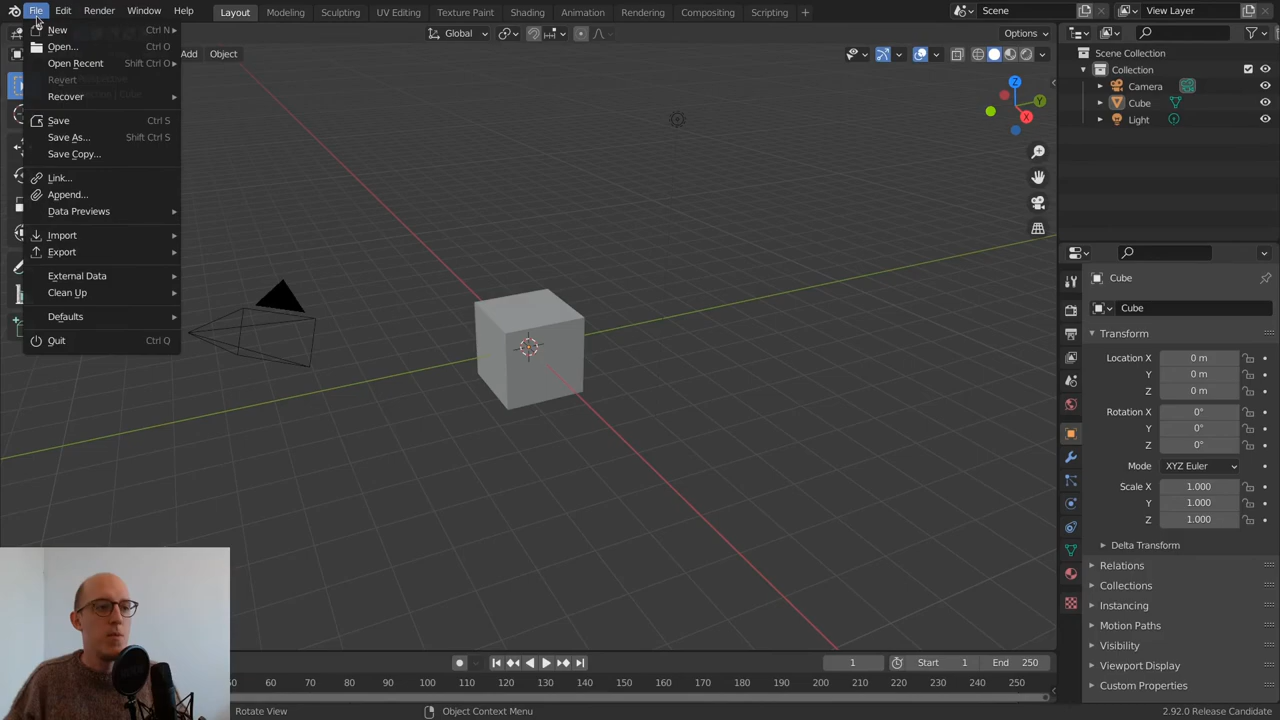 File Edit Render Window Help Layout Modeling Sculpting UV Editing Texture Paint Shading Animation Rendering Compositing Scripting + Scene View Layer
Global Options
Add Object
New Ctrl N
Open... Ctrl O
Open Recent Shift Ctrl O
Revert
Recover
Save Ctrl S
Save As... Shift Ctrl S
Save Copy...
Link...
Append...
Data Previews
Import
Export
External Data
Clean Up
Defaults
Quit Ctrl Q
Z
Y
X
Scene Collection
Collection
Camera
Cube
Light
Cube
Cube
Transform
Location X 0 m
Y 0 m
Z 0 m
Rotation X 0°
Y 0°
Z 0°
Mode XYZ Euler
Scale X 1.000
Y 1.000
Z 1.000
Delta Transform
Relations
Collections
Instancing
Motion Paths
Visibility
Viewport Display
Custom Properties
1 Start 1 End 250
60 70 80 90 100 110 120 130 140 150 160 170 180 190 200 210 220 230 240 250
Rotate View Object Context Menu 2.92.0 Release Candidate